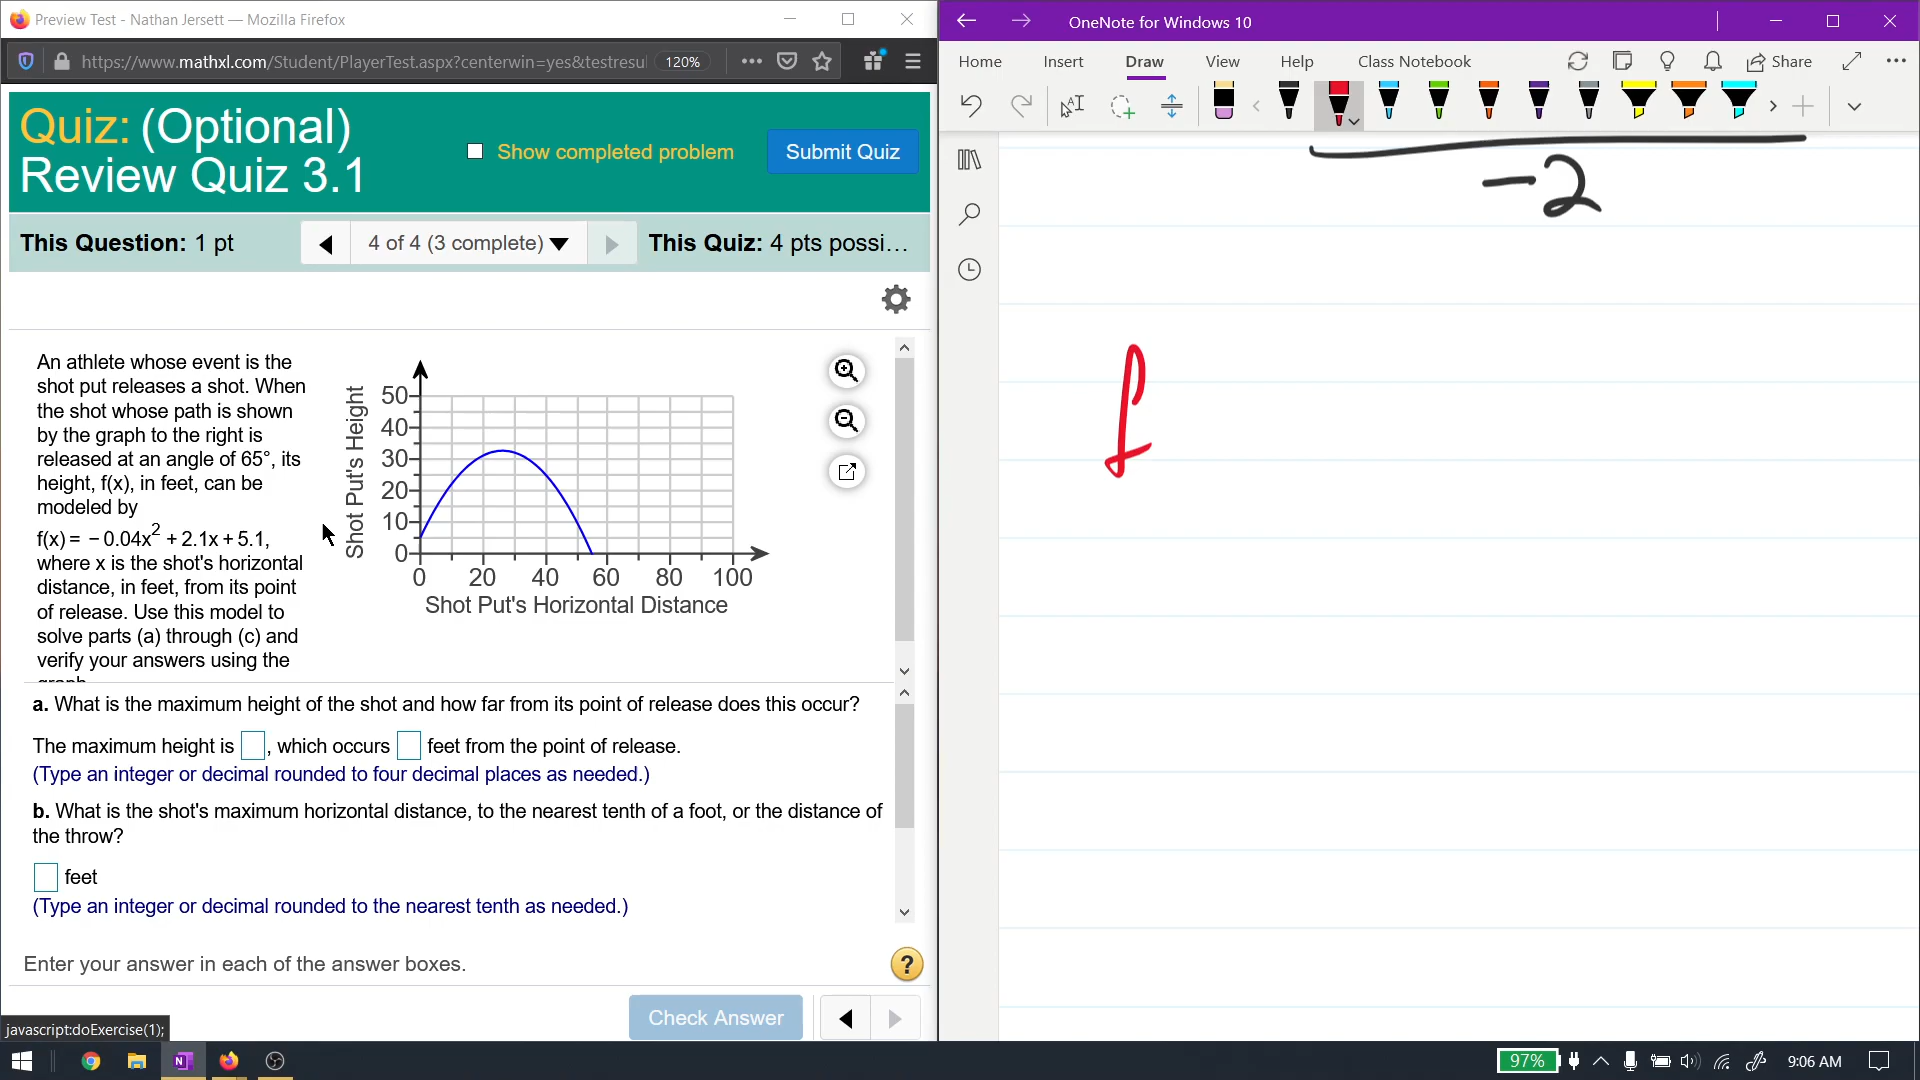 Preview Test - Nathan Jersett — Mozilla Firefox
https://www.mathxl.com/Student/PlayerTest.aspx?centerwin=yes&testresu
120%
Quiz: (Optional)
Review Quiz 3.1
Show completed problem
Submit Quiz
This Question: 1 pt
4 of 4 (3 complete)
This Quiz: 4 pts possi...
An athlete whose event is the
shot put releases a shot. When
the shot whose path is shown
by the graph to the right is
released at an angle of 65°, its
height, f(x), in feet, can be
modeled by
f(x) = − 0.04x² + 2.1x + 5.1,
where x is the shot's horizontal
distance, in feet, from its point
of release. Use this model to
solve parts (a) through (c) and
verify your answers using the
graph
Shot Put's Height
50
40
30
20
10
0
0 20 40 60 80 100
Shot Put's Horizontal Distance
a. What is the maximum height of the shot and how far from its point of release does this occur?
The maximum height is , which occurs feet from the point of release.
(Type an integer or decimal rounded to four decimal places as needed.)
b. What is the shot's maximum horizontal distance, to the nearest tenth of a foot, or the distance of
the throw?
feet
(Type an integer or decimal rounded to the nearest tenth as needed.)
Enter your answer in each of the answer boxes.
?
Check Answer
javascript:doExercise(1);
OneNote for Windows 10
Home Insert Draw View Help Class Notebook Share
-2
f
97%
9:06 AM